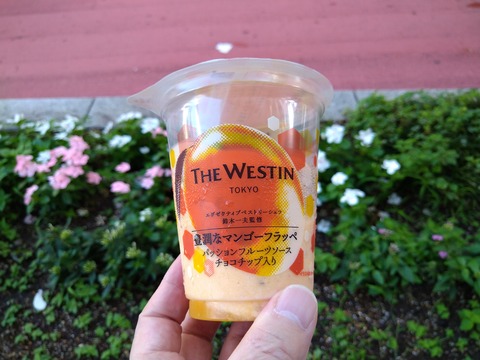 THE WESTIN
TOKYO
エグゼクティブペストリーシェフ
鈴木一夫監修
豊潤なマンゴーフラッペ
パッションフルーツソース
チョコチップ入り